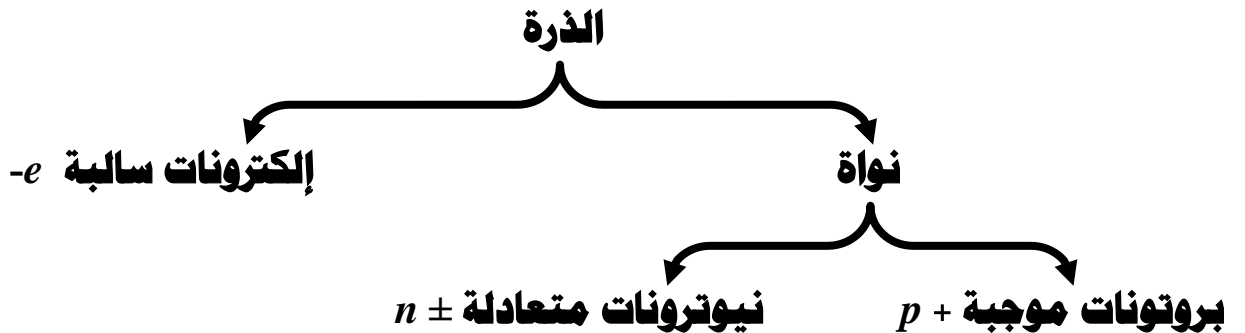 الذرة
نواة
إلكترونات سالبة -e
بروتونات موجبة + p
نيوترونات متعادلة ± n